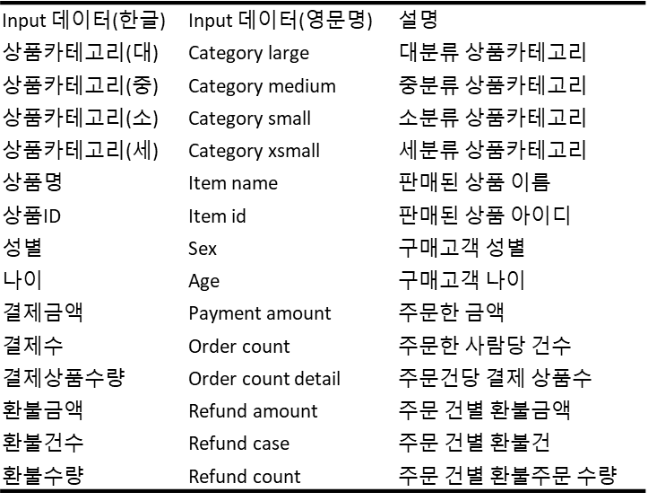 Input 데이터(한글) Input 데이터(영문명) 설명
상품카테고리(대) Category large 대분류 상품카테고리
상품카테고리(중) Category medium 중분류 상품카테고리
상품카테고리(소) Category small 소분류 상품카테고리
상품카테고리(세) Category xsmall 세분류 상품카테고리
상품명 Item name 판매된 상품 이름
상품ID Item id 판매된 상품 아이디
성별 Sex 구매고객 성별
나이 Age 구매고객 나이
결제금액 Payment amount 주문한 금액
결제수 Order count 주문한 사람당 건수
결제상품수량 Order count detail 주문건당 결제 상품수
환불금액 Refund amount 주문 건별 환불금액
환불건수 Refund case 주문 건별 환불건
환불수량 Refund count 주문 건별 환불주문 수량